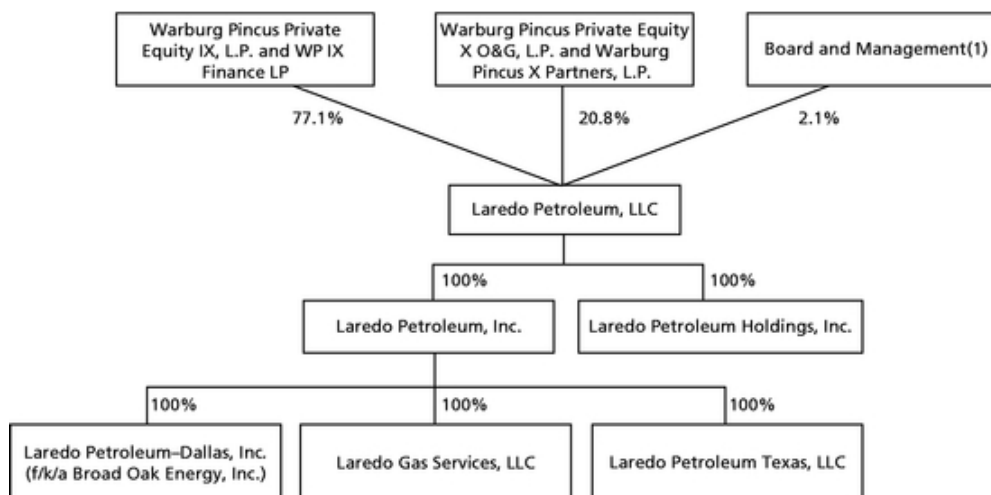 Warburg Pincus Private
Equity IX, L.P. and WP IX
Finance LP
Warburg Pincus Private Equity
X O&G, L.P. and Warburg
Pincus X Partners, L.P.
Board and Management(1)
77.1%
20.8%
2.1%
Laredo Petroleum, LLC
100%
100%
Laredo Petroleum, Inc.
Laredo Petroleum Holdings, Inc.
100%
100%
100%
Laredo Petroleum–Dallas, Inc.
(f/k/a Broad Oak Energy, Inc.)
Laredo Gas Services, LLC
Laredo Petroleum Texas, LLC